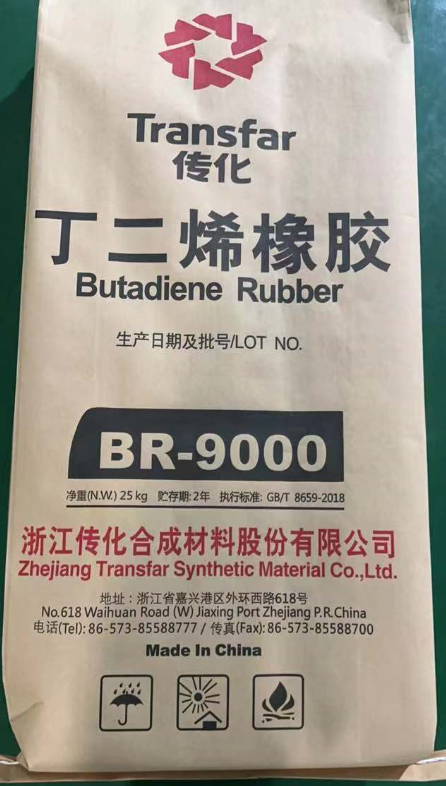 Transfar
传化
丁二烯橡胶
Butadiene Rubber
生产日期及批号/LOT NO.
BR-9000
净重(N.W.) 25 kg 贮存期: 2年 执行标准: GB/T 8659-2018
浙江传化合成材料股份有限公司
Zhejiang Transfar Synthetic Material Co.,Ltd.
地址: 浙江省嘉兴港区外环西路618号
No.618 Waihuan Road (W) Jiaxing Port Zhejiang P.R.China
电话(Tel): 86-573-85588777 / 传真(Fax): 86-573-85588700
Made In China